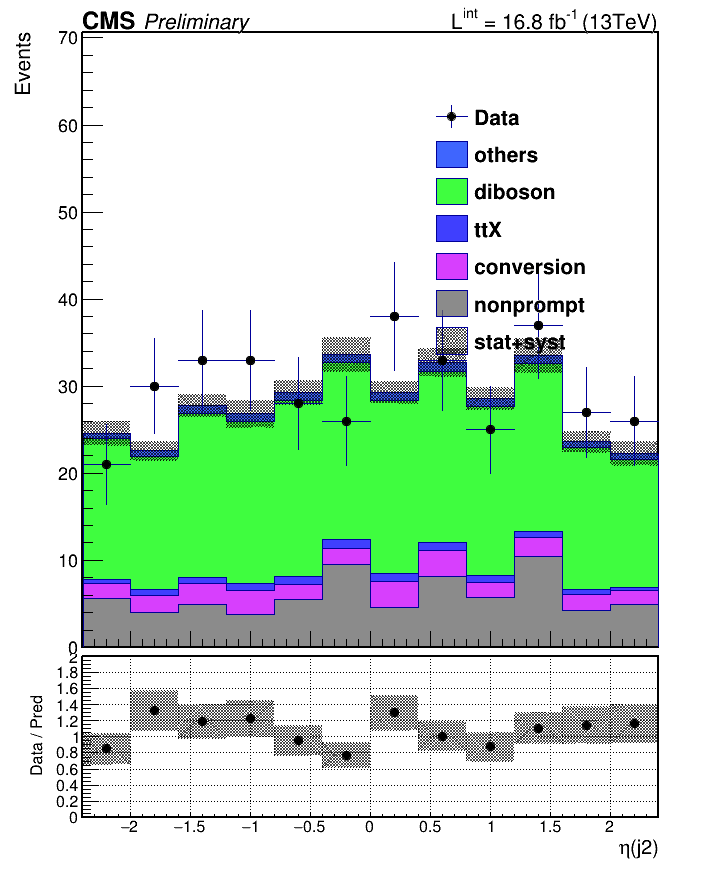 CMS Preliminary L^int = 16.8 fb^-1 (13TeV)
Events
70
60
50
40
30
20
10
0
Data
others
diboson
ttX
conversion
nonprompt
stat+syst
Data / Pred
2
1.8
1.6
1.4
1.2
1
0.8
0.6
0.4
0.2
0
−2 −1.5 −1 −0.5 0 0.5 1 1.5 2
η(j2)